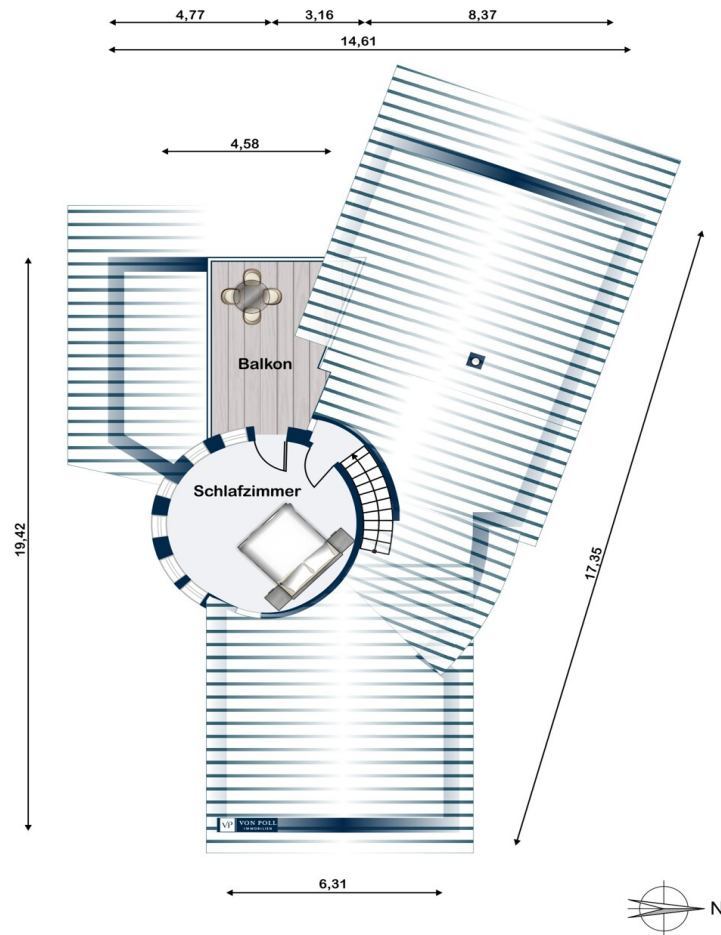 4,77
3,16
8,37
14,61
4,58
Balkon
Schlafzimmer
19,42
17,35
VP VON POLL
IMMOBILIEN
6,31
N